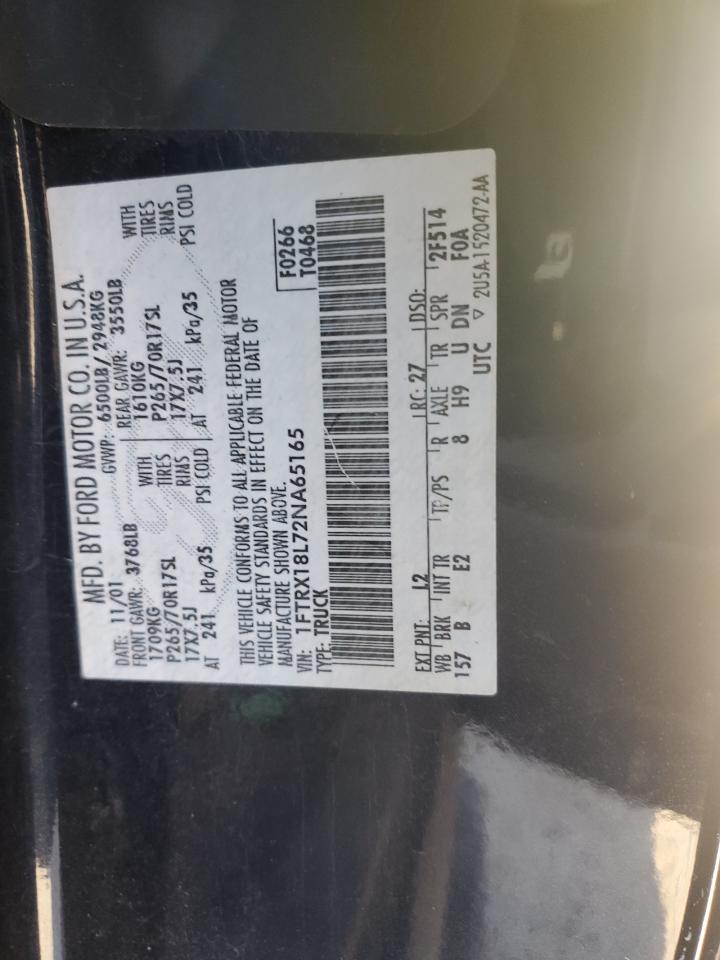 MFD. BY FORD MOTOR CO. IN U.S.A.
DATE: 11/01 GVWR: 6500LB/ 2948KG
FRONT GAWR: 3768LB REAR GAWR: 3550LB
1709KG WITH 1610KG WITH
P265/70R17SL TIRES P265/70R17SL TIRES
17X7.5J RIMS 17X7.5J RIMS
AT 241 kPa/35 PSI COLD AT 241 kPa/35 PSI COLD
THIS VEHICLE CONFORMS TO ALL APPLICABLE FEDERAL MOTOR
VEHICLE SAFETY STANDARDS IN EFFECT ON THE DATE OF
MANUFACTURE SHOWN ABOVE.
VIN: 1FTRX18L72NA65165 F0266
TYPE: TRUCK T0468
EXT PNT: L2 RC: 27 DSO:
WB BRK INT TR TP/PS R AXLE TR SPR 2F514
157 B E2 8 H9 U DN F0A
UTC ▽ 2U5A-1520472-AA